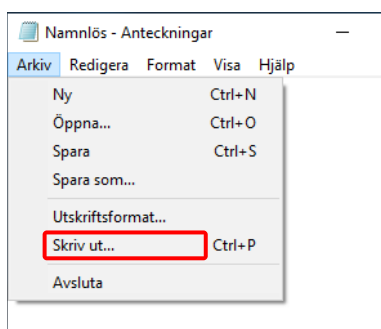 Namnlös - Anteckningar
Arkiv Redigera Format Visa Hjälp
Ny Ctrl+N
Öppna... Ctrl+O
Spara Ctrl+S
Spara som...
Utskriftsformat...
Skriv ut... Ctrl+P
Avsluta